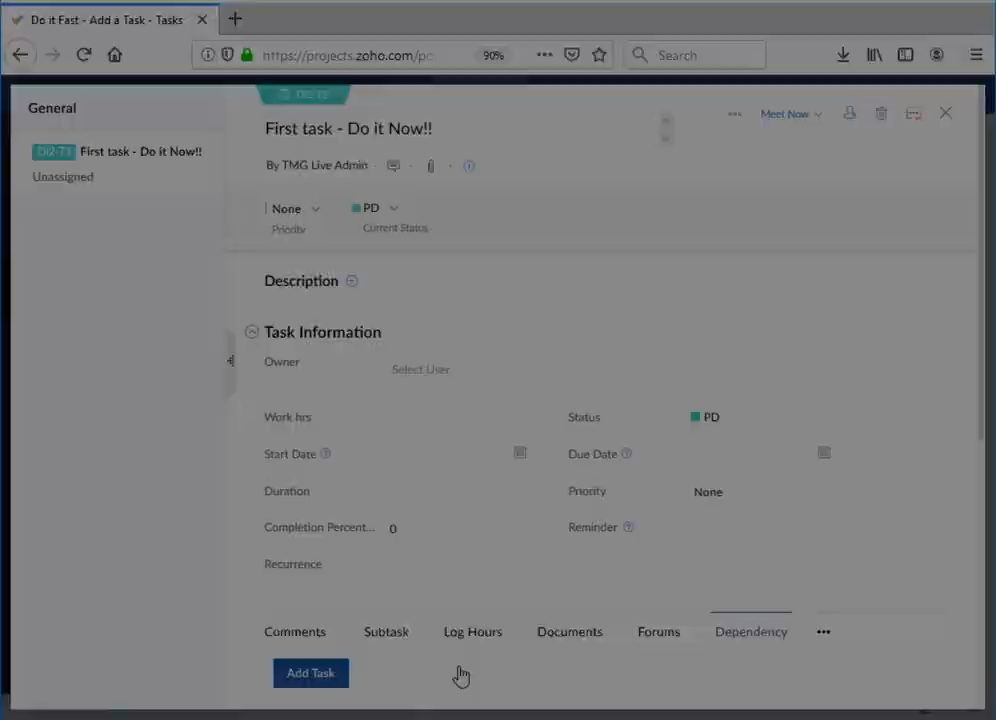 Do it Fast - Add a Task - Tasks
https://projects.zoho.com/po
90%
Search
General
First task - Do it Now!!
Meet Now
DI2-T1 First task - Do it Now!!
Unassigned
By TMG Live Admin
None
Priority
PD
Current Status
Description
Task Information
Owner
Select User
Work hrs
Status
PD
Start Date
Due Date
Duration
Priority
None
Completion Percent... 0
Reminder
Recurrence
Comments Subtask Log Hours Documents Forums Dependency
Add Task